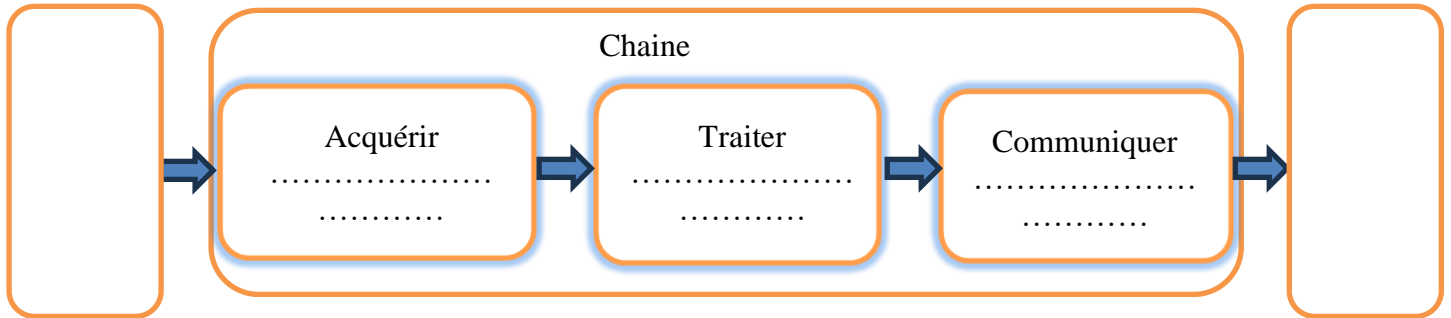 Chaine
Acquérir
…………………
…………
Traiter
…………………
…………
Communiquer
…………………
…………